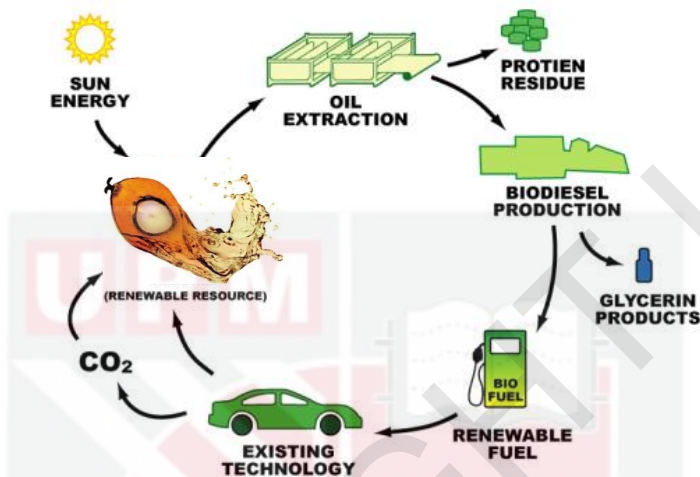 SUN
ENERGY
OIL
EXTRACTION
PROTIEN
RESIDUE
BIODIESEL
PRODUCTION
(RENEWABLE RESOURCE)
GLYCERIN
PRODUCTS
CO₂
BIO
FUEL
RENEWABLE
FUEL
EXISTING
TECHNOLOGY
UPM